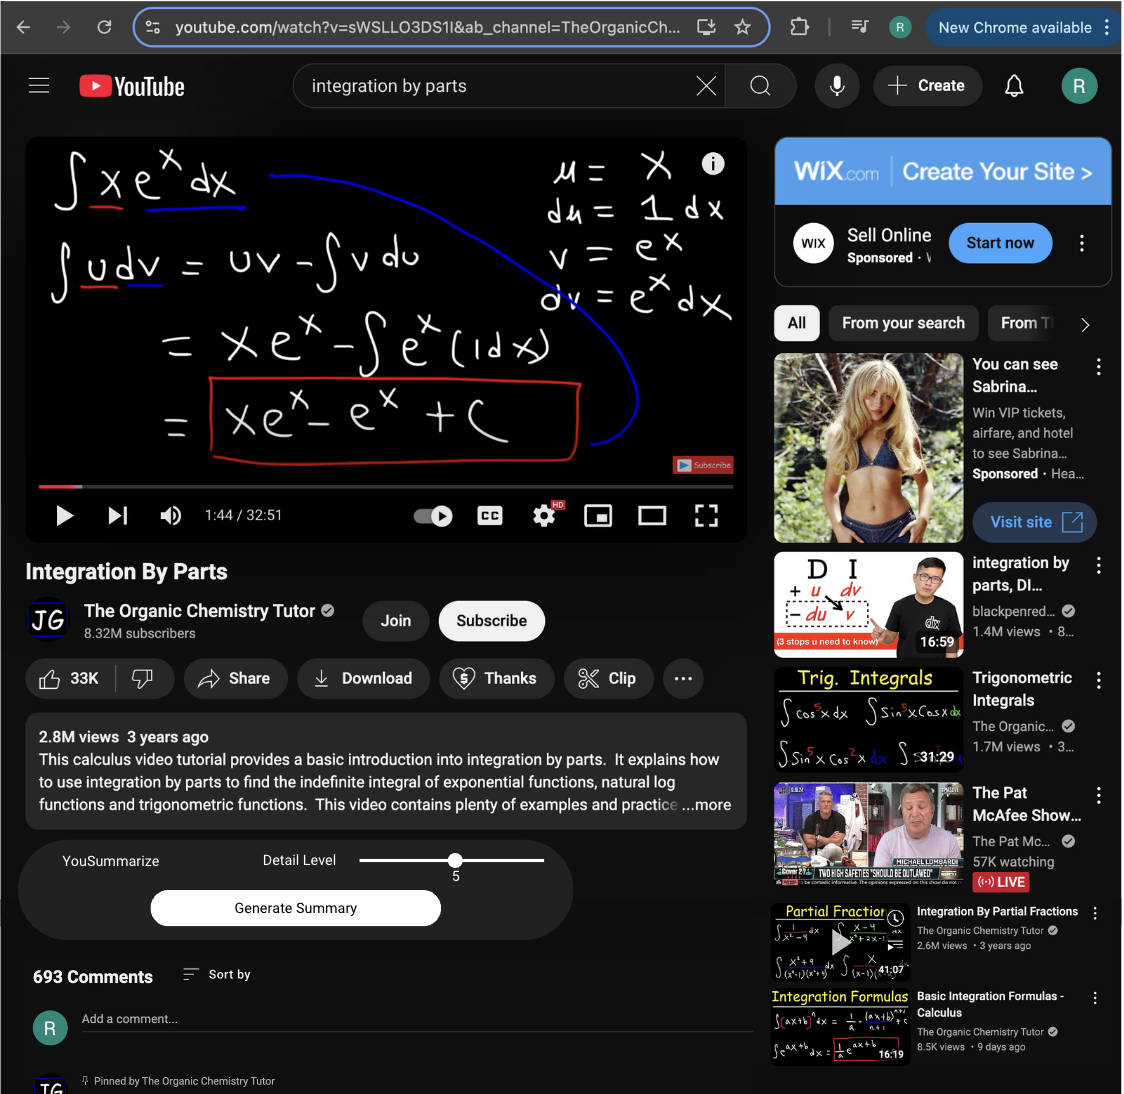 youtube.com/watch?v=sWSLLO3DS1I&ab_channel=TheOrganicCh...
R
New Chrome available
YouTube
integration by parts
Create
R
∫ x e^x dx
∫ u dv = uv - ∫ v du
= x e^x - ∫ e^x (1dx)
= x e^x - e^x + C
u = x
du = 1 dx
v = e^x
dv = e^x dx
i
Subscribe
1:44 / 32:51
CC
HD
Integration By Parts
JG
The Organic Chemistry Tutor
8.32M subscribers
Join
Subscribe
33K
Share
Download
Thanks
Clip
...
2.8M views 3 years ago
This calculus video tutorial provides a basic introduction into integration by parts. It explains how
to use integration by parts to find the indefinite integral of exponential functions, natural log
functions and trigonometric functions. This video contains plenty of examples and practice ...more
YouSummarize
Detail Level
5
Generate Summary
693 Comments
Sort by
R
Add a comment...
JG
Pinned by The Organic Chemistry Tutor
WiX.com
Create Your Site >
WIX
Sell Online
Sponsored ·
Start now
All
From your search
From T
You can see
Sabrina...
Win VIP tickets,
airfare, and hotel
to see Sabrina...
Sponsored · Hea...
Visit site
D I
+ u dv
- du v
(3 stops u need to know)
16:59
integration by
parts, DI...
blackpenred...
1.4M views • 8...
Trig. Integrals
∫cos^5 x dx ∫Sin^5 x Cosx dx
∫Sin^5 x Cos^2 x dx
31:29
Trigonometric
Integrals
The Organic...
1.7M views • 3...
MICHAEL LOMBARDI
TWO HIGH SAFETIES "SHOULD BE OUTLAWED"
The Pat
McAfee Show...
The Pat Mc...
57K watching
LIVE
Partial Fraction
41:07
Integration By Partial Fractions
The Organic Chemistry Tutor
2.6M views • 3 years ago
Integration Formulas
∫(ax+b)^n dx = 1/a · (ax+b)^n+1/n+1 + c
∫e^ax+b dx = 1/a e^ax+b
16:19
Basic Integration Formulas -
Calculus
The Organic Chemistry Tutor
8.5K views • 9 days ago